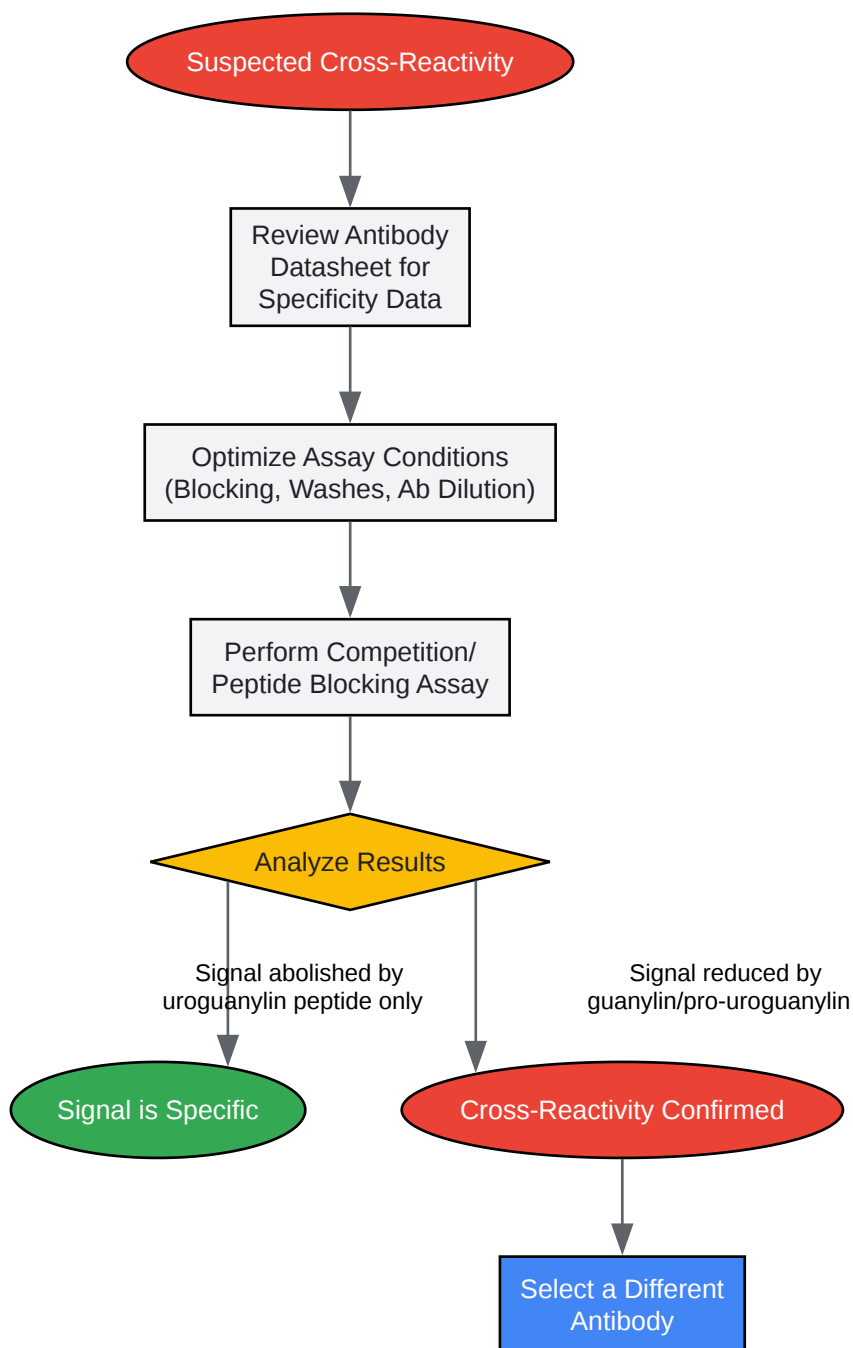 Suspected Cross-Reactivity
Review Antibody
Datasheet for
Specificity Data
Optimize Assay Conditions
(Blocking, Washes, Ab Dilution)
Perform Competition/
Peptide Blocking Assay
Analyze Results
Signal abolished by
uroguanylin peptide only
Signal reduced by
guanylin/pro-uroguanylin
Signal is Specific
Cross-Reactivity Confirmed
Select a Different
Antibody